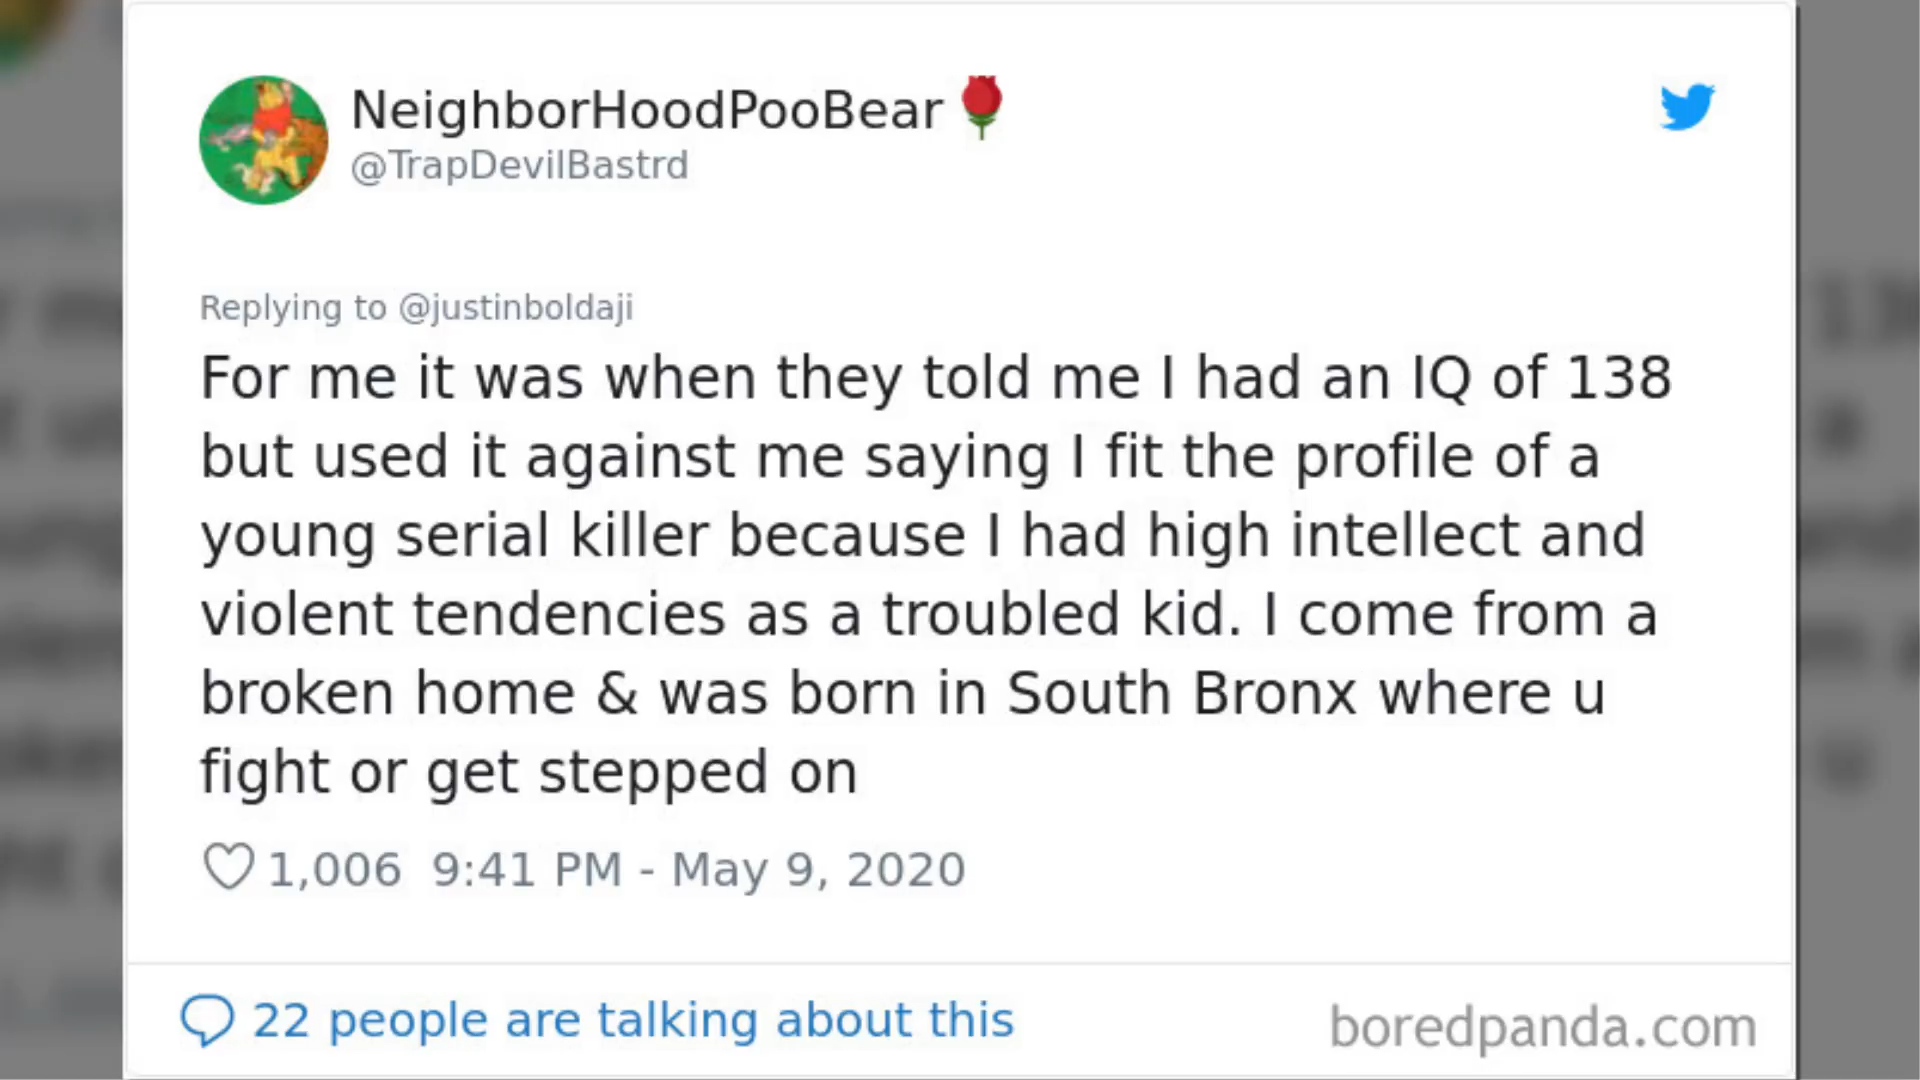 NeighborHoodPooBear🌹
@TrapDevilBastrd
Replying to @justinboldaji
For me it was when they told me I had an IQ of 138
but used it against me saying I fit the profile of a
young serial killer because I had high intellect and
violent tendencies as a troubled kid. I come from a
broken home & was born in South Bronx where u
fight or get stepped on
1,006 9:41 PM - May 9, 2020
22 people are talking about this
boredpanda.com